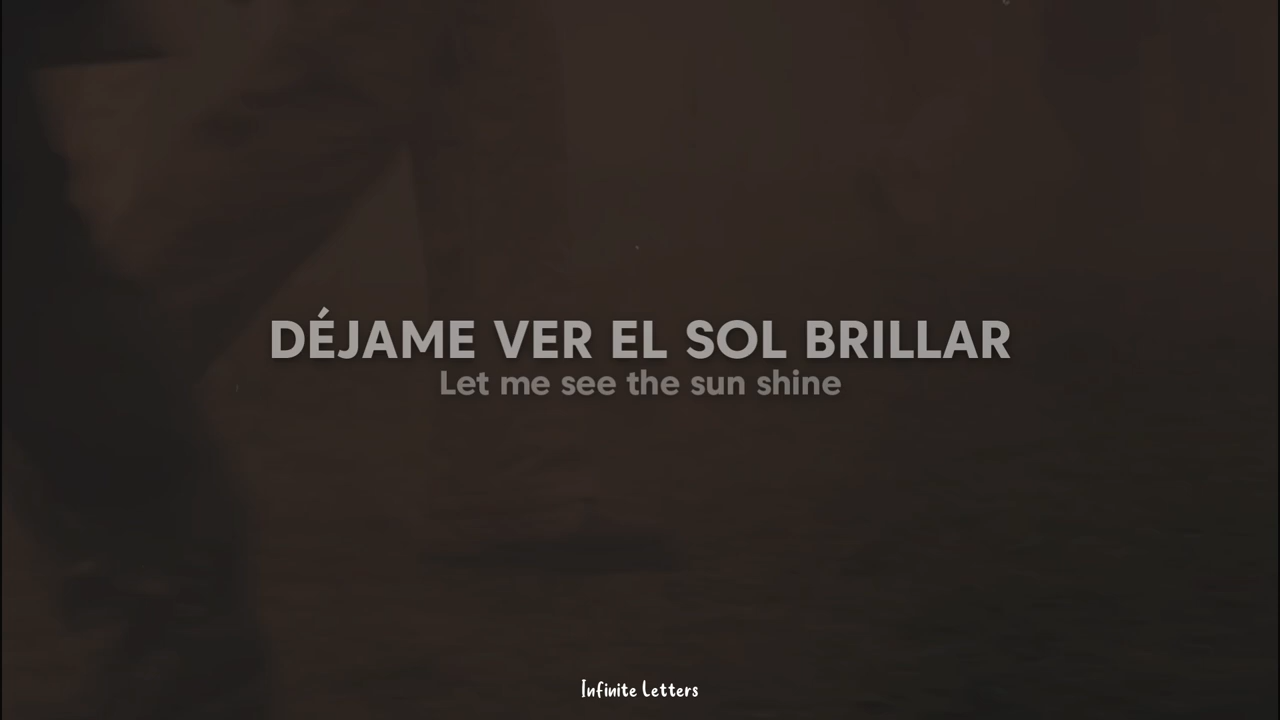 DÉJAME VER EL SOL BRILLAR
Let me see the sun shine
Infinite Letters